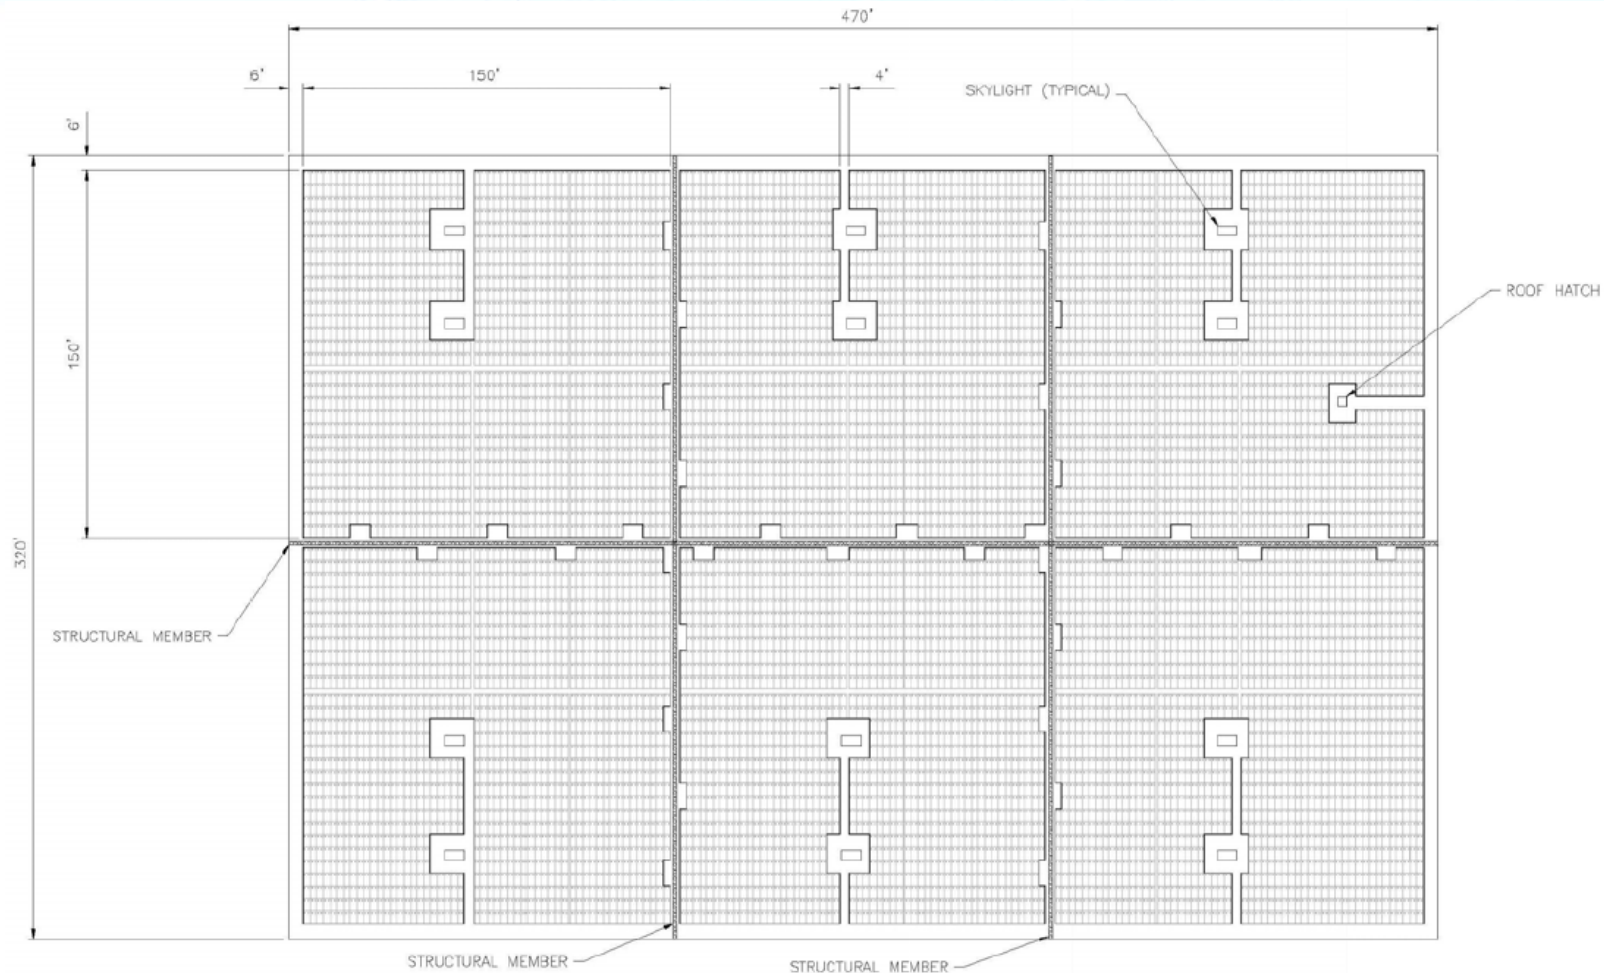 470'
6'
150'
4'
SKYLIGHT (TYPICAL)
6'
ROOF HATCH
150'
320'
STRUCTURAL MEMBER
STRUCTURAL MEMBER
STRUCTURAL MEMBER